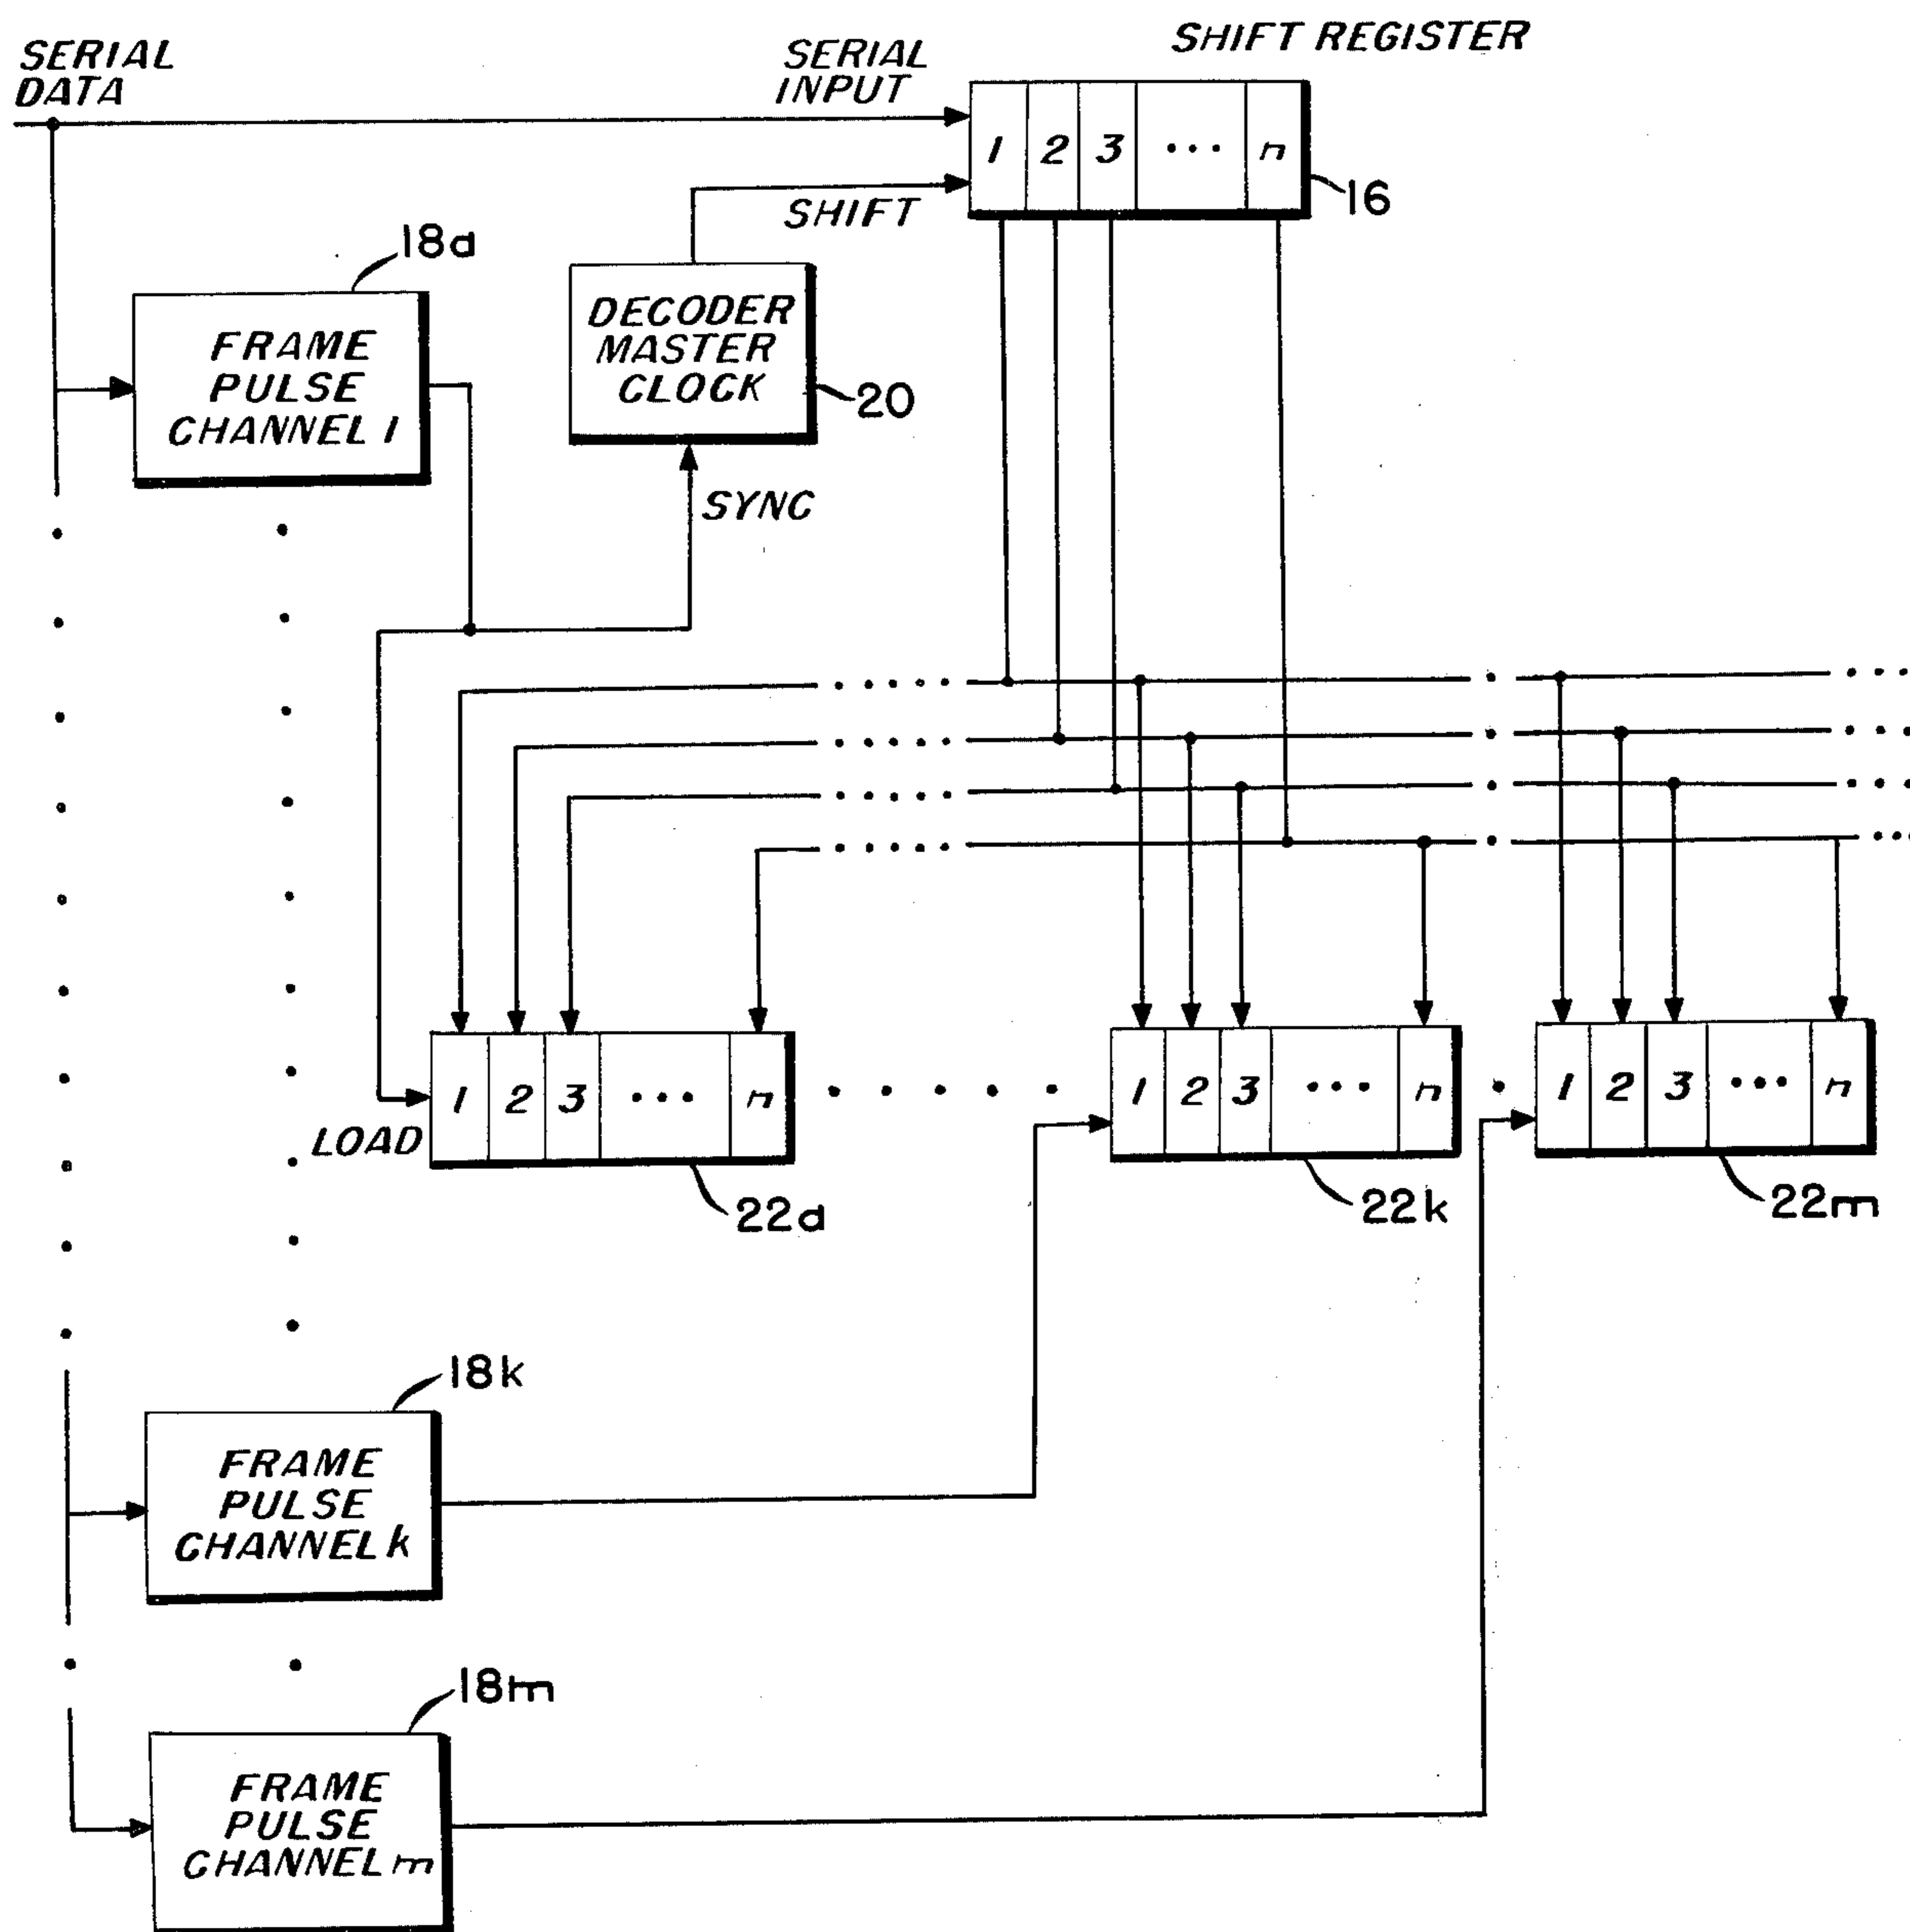 SERIAL
DATA
SERIAL
INPUT
SHIFT REGISTER
1 2 3 ... n
16
SHIFT
18a
FRAME
PULSE
CHANNEL 1
DECODER
MASTER
CLOCK
20
SYNC
1 2 3 ... n
LOAD
22a
1 2 3 ... n
22k
1 2 3 ... n
22m
18k
FRAME
PULSE
CHANNEL k
18m
FRAME
PULSE
CHANNEL m